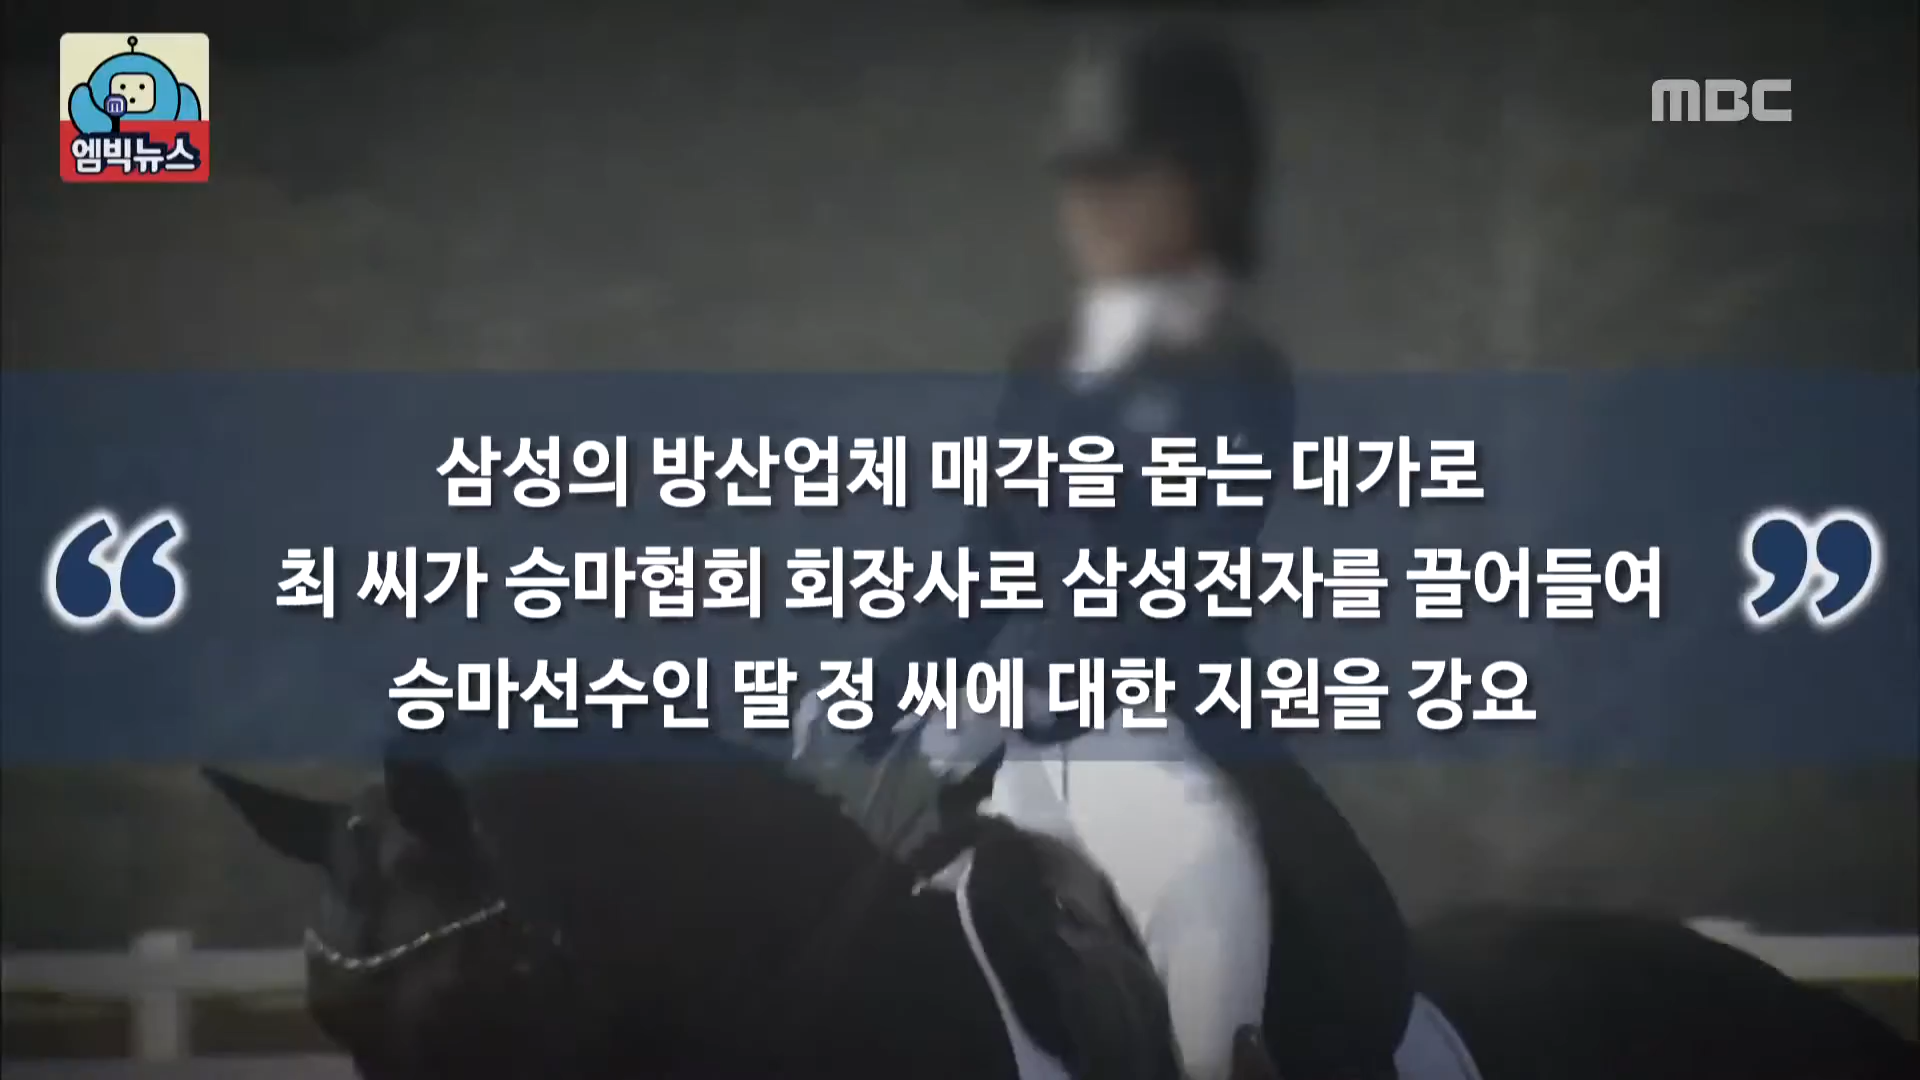 엠빅뉴스
MBC
삼성의 방산업체 매각을 돕는 대가로
“ 최 씨가 승마협회 회장사로 삼성전자를 끌어들여 ”
승마선수인 딸 정 씨에 대한 지원을 강요